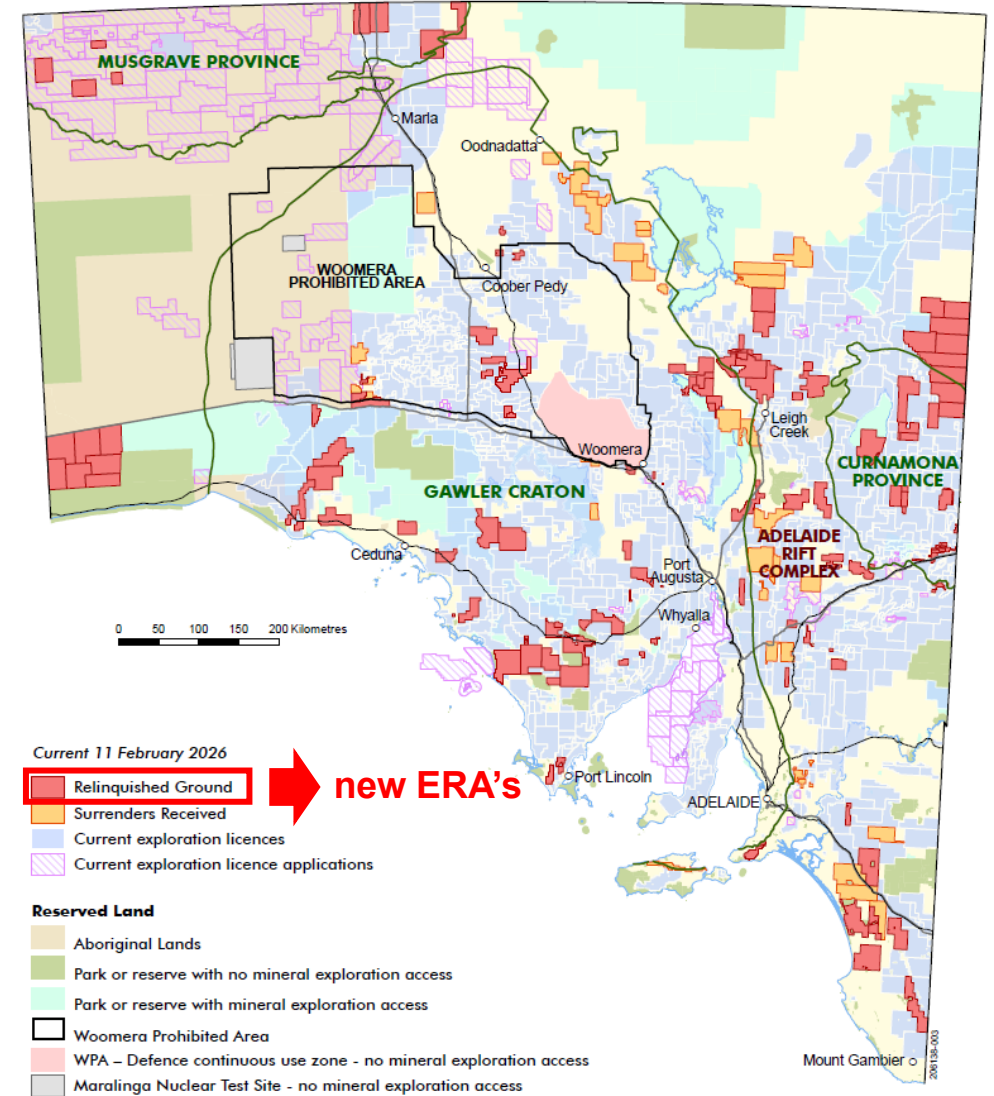 MUSGRAVE PROVINCE
Marla
Oodnadatta
WOOMERA
PROHIBITED AREA
Coober Pedy
Leigh
Creek
Woomera
CURNAMONA
PROVINCE
GAWLER CRATON
ADELAIDE
RIFT
COMPLEX
Ceduna
Port
Augusta
Whyalla
0 50 100 150 200 Kilometres
Current 11 February 2026
Relinquished Ground
new ERA's
Port Lincoln
Surrenders Received
ADELAIDE
Current exploration licences
Current exploration licence applications
Reserved Land
Aboriginal Lands
Park or reserve with no mineral exploration access
Park or reserve with mineral exploration access
Woomera Prohibited Area
WPA – Defence continuous use zone - no mineral exploration access
Maralinga Nuclear Test Site - no mineral exploration access
Mount Gambier
206138-003